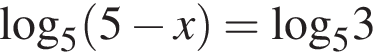 log₅(5 − x) = log₅3